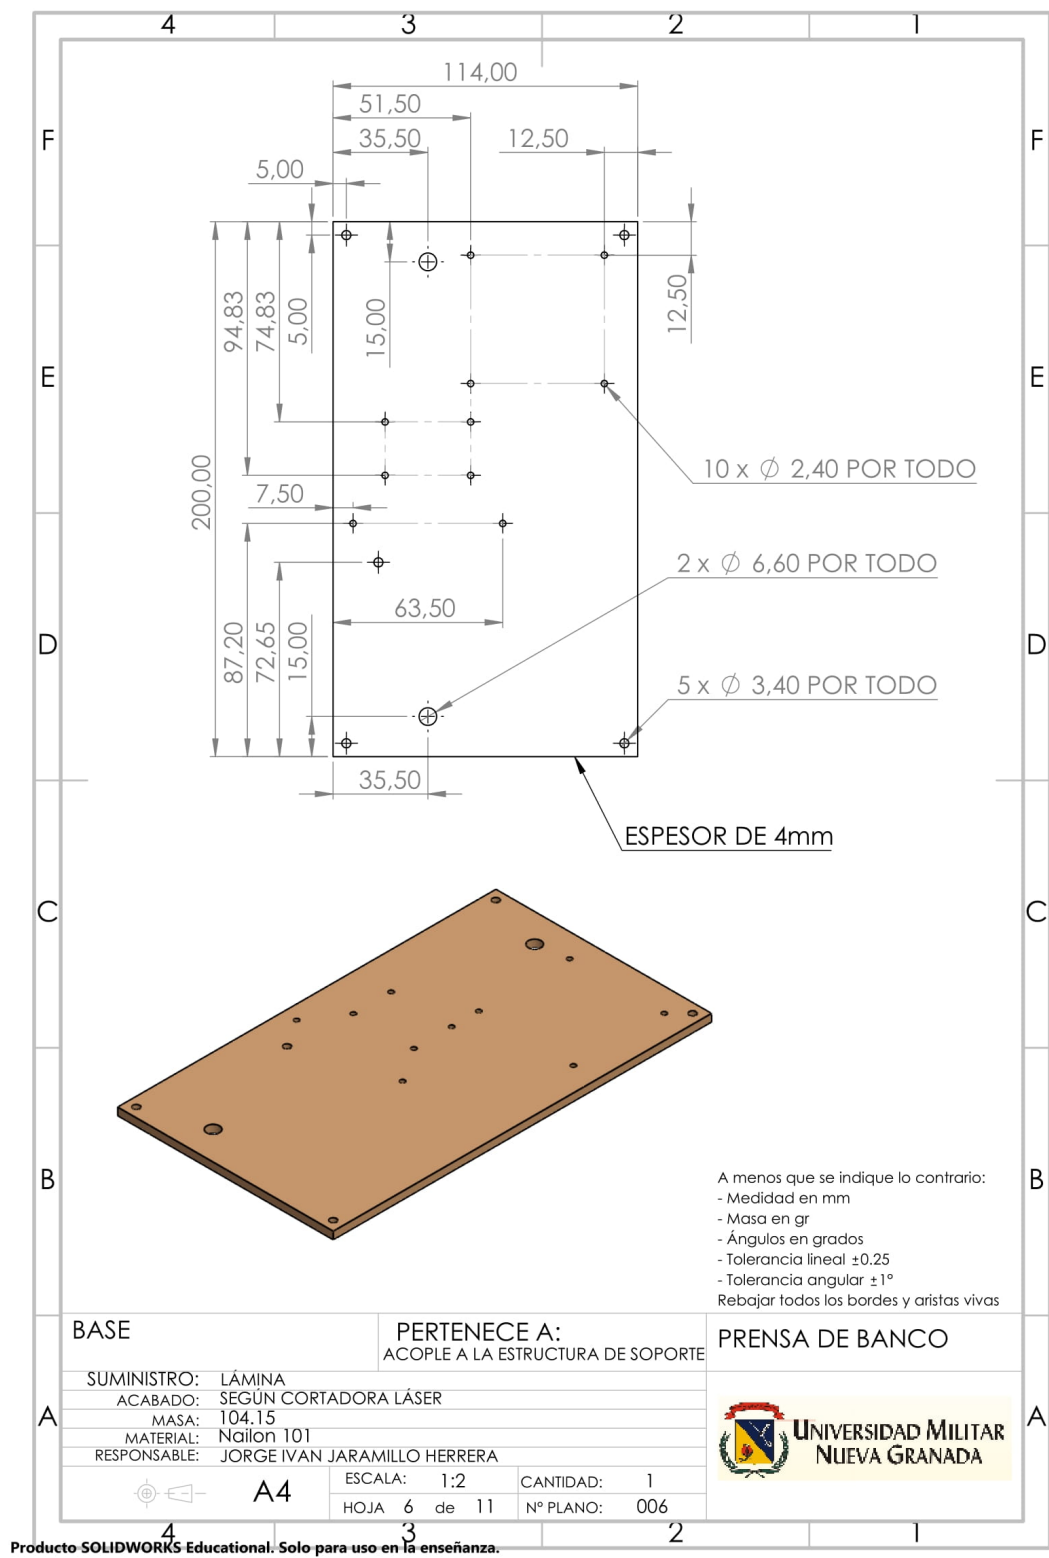 4 3 2 1
114,00
51,50
35,50
12,50
5,00
F F
94,83
74,83
5,00
15,00
12,50
E E
200,00
10 x ∅ 2,40 POR TODO
7,50
2 x ∅ 6,60 POR TODO
63,50
87,20
72,65
15,00
D D
5 x ∅ 3,40 POR TODO
35,50
ESPESOR DE 4mm
C C
B B
A menos que se indique lo contrario:
- Medidad en mm
- Masa en gr
- Ángulos en grados
- Tolerancia lineal ±0.25
- Tolerancia angular ±1°
Rebajar todos los bordes y aristas vivas
BASE
PERTENECE A:
ACOPLE A LA ESTRUCTURA DE SOPORTE
PRENSA DE BANCO
SUMINISTRO: LÁMINA
ACABADO: SEGÚN CORTADORA LÁSER
MASA: 104.15
MATERIAL: Nailon 101
RESPONSABLE: JORGE IVAN JARAMILLO HERRERA
A A
UNIVERSIDAD MILITAR
NUEVA GRANADA
A4
ESCALA: 1:2
CANTIDAD: 1
HOJA 6 de 11
Nº PLANO: 006
4 3 2 1
Producto SOLIDWORKS Educational. Solo para uso en la enseñanza.